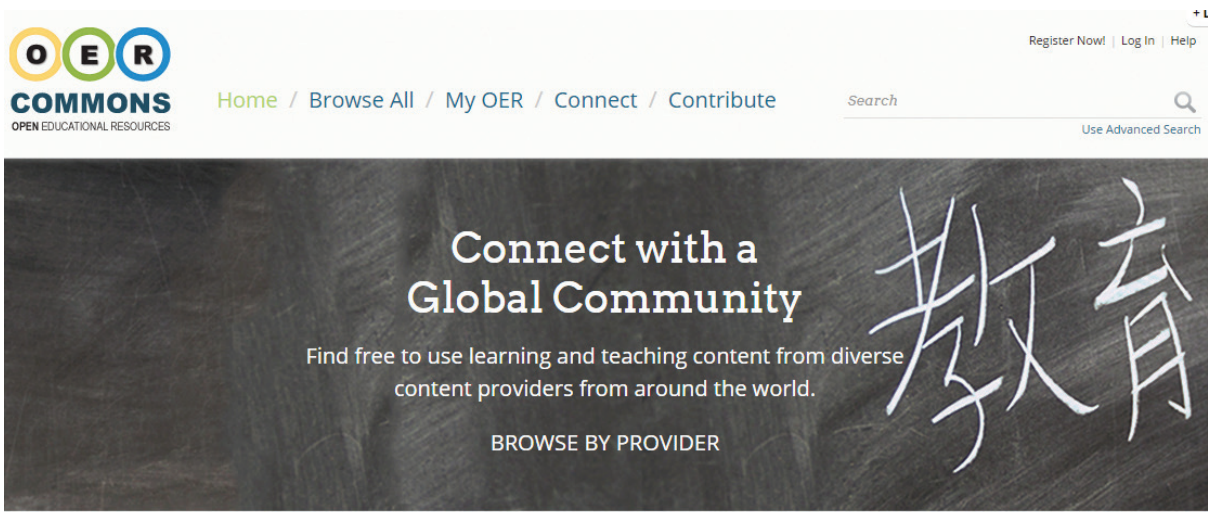 + L
Register Now! | Log In | Help
O E R
COMMONS
OPEN EDUCATIONAL RESOURCES
Home / Browse All / My OER / Connect / Contribute
Search
Use Advanced Search
Connect with a
Global Community
Find free to use learning and teaching content from diverse
content providers from around the world.
BROWSE BY PROVIDER
教育